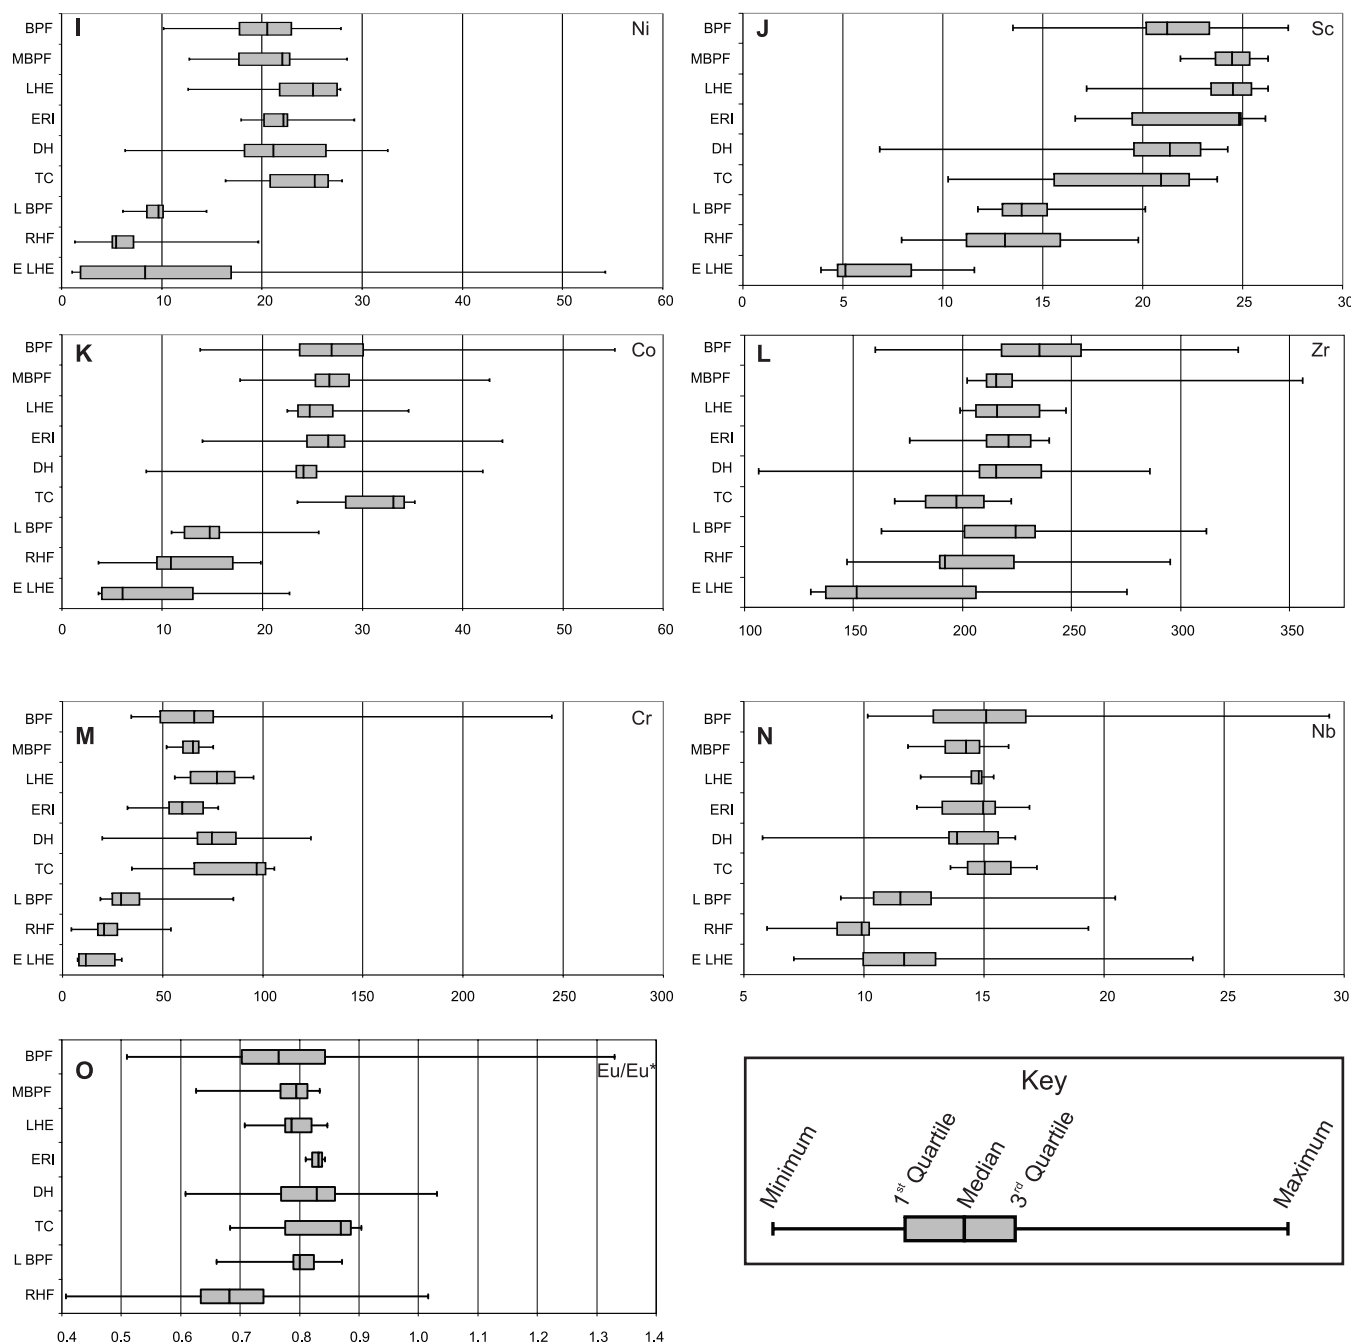 I
Ni
BPF
MBPF
LHE
ERI
DH
TC
L BPF
RHF
E LHE
0 10 20 30 40 50 60
J
Sc
BPF
MBPF
LHE
ERI
DH
TC
L BPF
RHF
E LHE
0 5 10 15 20 25 30
K
Co
BPF
MBPF
LHE
ERI
DH
TC
L BPF
RHF
E LHE
0 10 20 30 40 50 60
L
Zr
BPF
MBPF
LHE
ERI
DH
TC
L BPF
RHF
E LHE
100 150 200 250 300 350
M
Cr
BPF
MBPF
LHE
ERI
DH
TC
L BPF
RHF
E LHE
0 50 100 150 200 250 300
N
Nb
BPF
MBPF
LHE
ERI
DH
TC
L BPF
RHF
E LHE
5 10 15 20 25 30
O
Eu/Eu*
BPF
MBPF
LHE
ERI
DH
TC
L BPF
RHF
0.4 0.5 0.6 0.7 0.8 0.9 1.0 1.1 1.2 1.3 1.4
Key
Minimum
1st Quartile
Median
3rd Quartile
Maximum